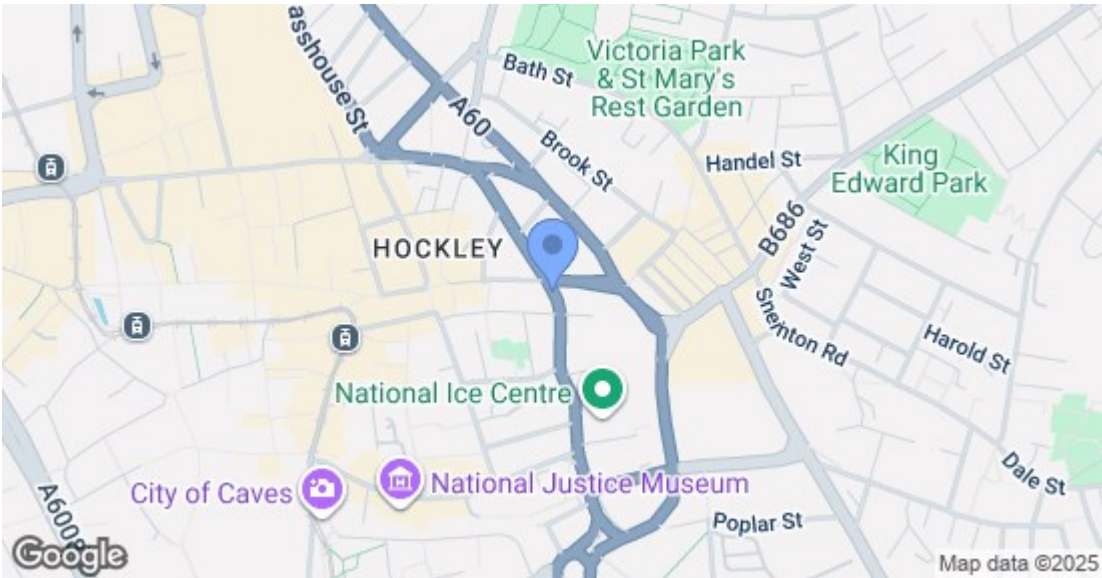 asshouse St
A60
Bath St
Victoria Park
& St Mary's
Rest Garden
Brook St
Handel St
King
Edward Park
HOCKLEY
B686
West St
Sneinton Rd
Harold St
National Ice Centre
City of Caves
National Justice Museum
Dale St
A6008
Poplar St
Google
Map data ©2025